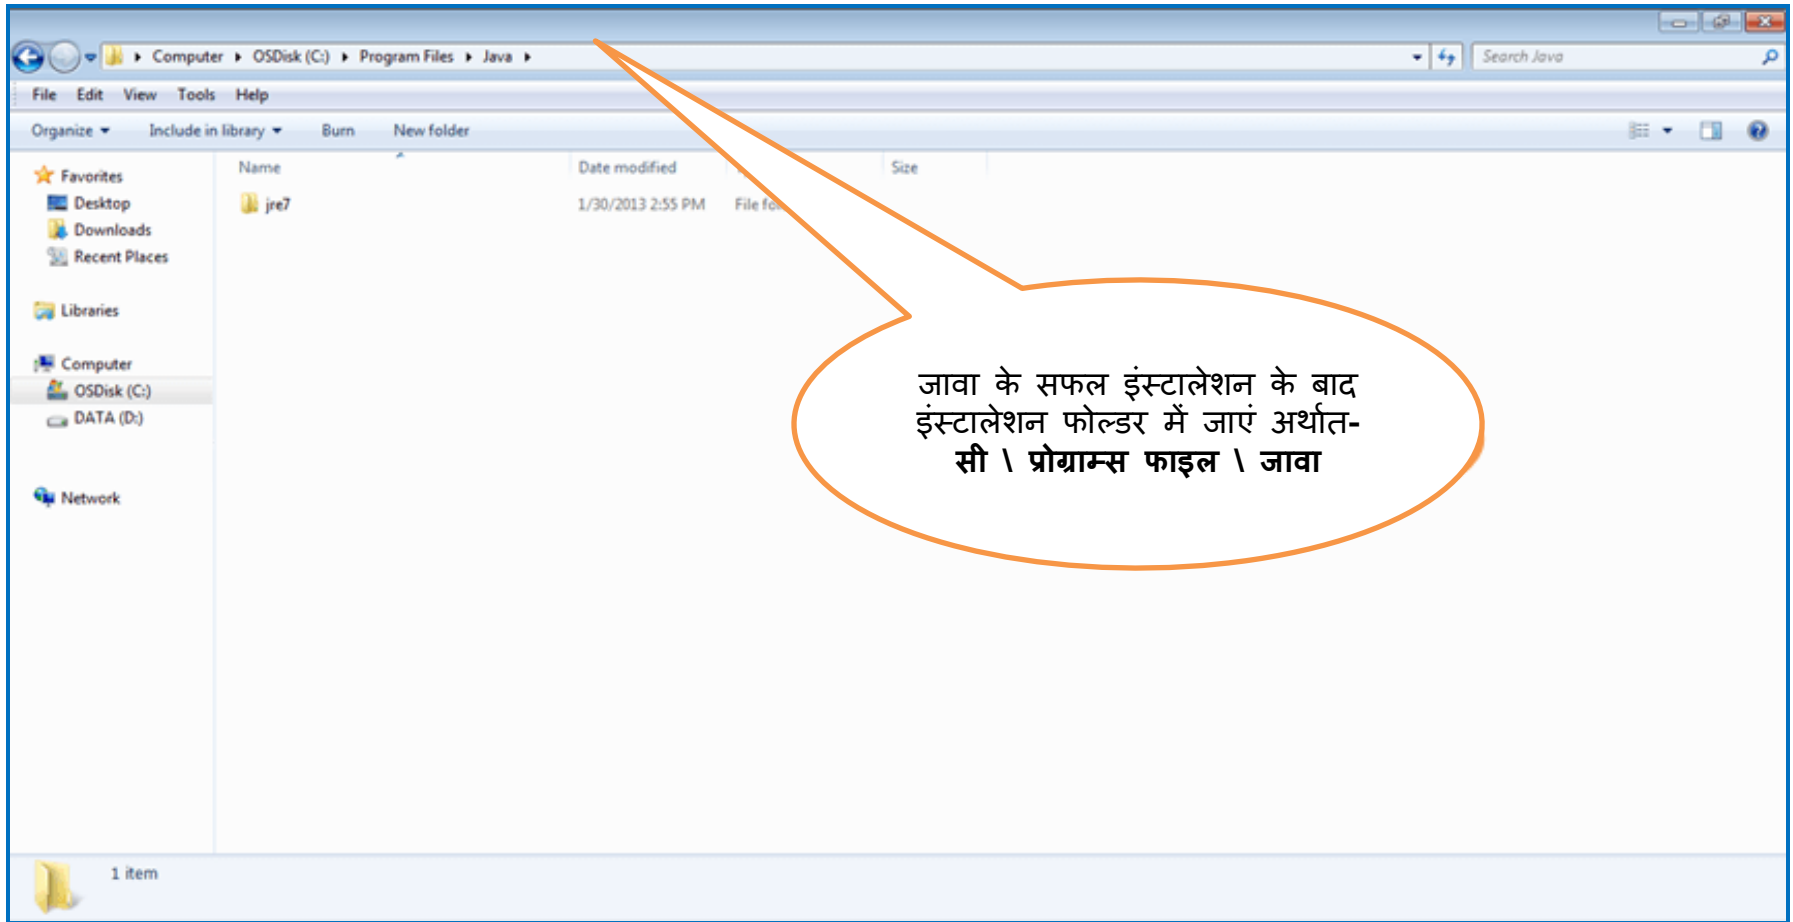 Computer ▸ OSDisk (C:) ▸ Program Files ▸ Java ▸
Search Java
File Edit View Tools Help
Organize Include in library Burn New folder
Name Date modified Size
Favorites
Desktop
Downloads
Recent Places
Libraries
Computer
OSDisk (C:)
DATA (D:)
Network
jre7 1/30/2013 2:55 PM File
जावा के सफल इंस्टालेशन के बाद
इंस्टालेशन फोल्डर में जाएं अर्थात-
सी \ प्रोग्राम्स फाइल \ जावा
1 item